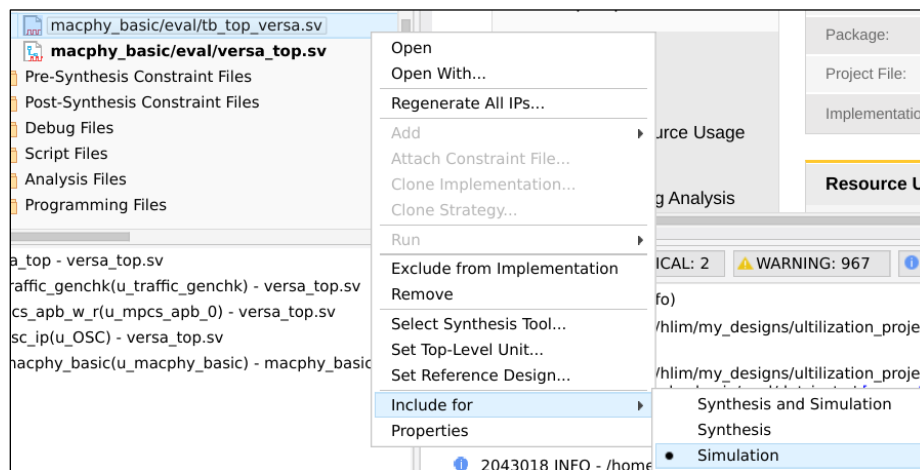 macphy_basic/eval/tb_top_versa.sv
macphy_basic/eval/versa_top.sv
Pre-Synthesis Constraint Files
Post-Synthesis Constraint Files
Debug Files
Script Files
Analysis Files
Programming Files
a_top - versa_top.sv
raffic_genchk(u_traffic_genchk) - versa_top.sv
cs_apb_w_r(u_mpcs_apb_0) - versa_top.sv
sc_ip(u_OSC) - versa_top.sv
macphy_basic(u_macphy_basic) - macphy_basic
Open
Open With...
Regenerate All IPs...
Add
Attach Constraint File...
Clone Implementation...
Clone Strategy...
Run
Exclude from Implementation
Remove
Select Synthesis Tool...
Set Top-Level Unit...
Set Reference Design...
Include for
Properties
Synthesis and Simulation
Synthesis
Simulation
urce Usage
g Analysis
Package:
Project File:
Implementatio
Resource U
ICAL: 2
WARNING: 967
fo)
/hlim/my_designs/ultilization_proje
/hlim/my_designs/ultilization_proje
2043018 INFO - /home